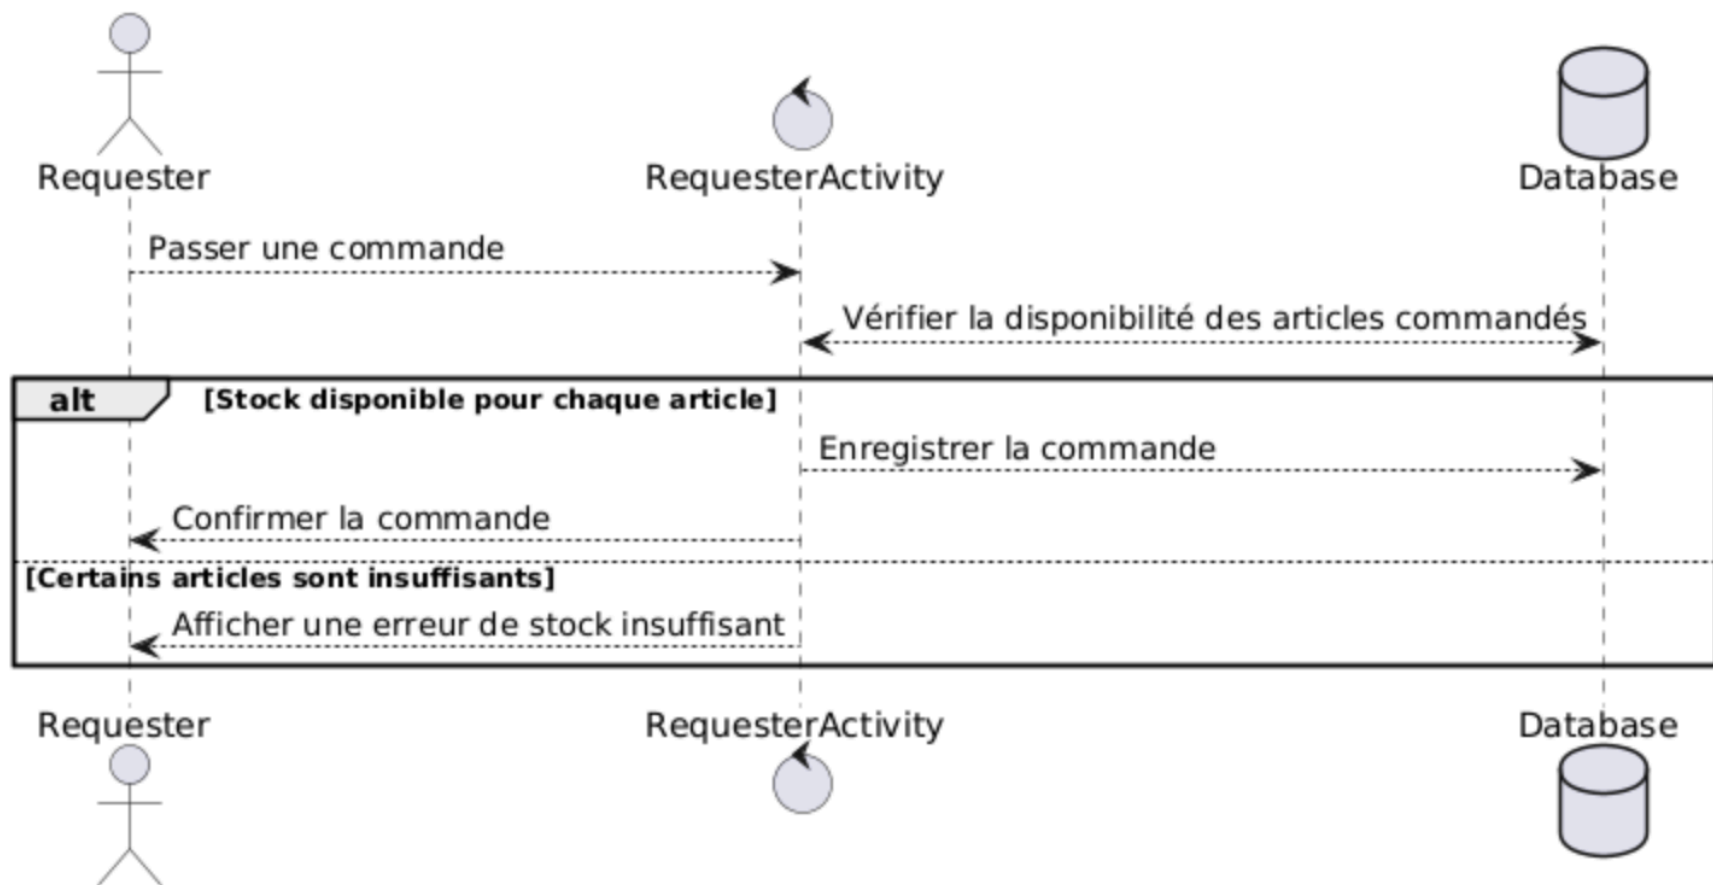 Requester
RequesterActivity
Database
Passer une commande
Vérifier la disponibilité des articles commandés
alt
[Stock disponible pour chaque article]
Enregistrer la commande
Confirmer la commande
[Certains articles sont insuffisants]
Afficher une erreur de stock insuffisant
Requester
RequesterActivity
Database